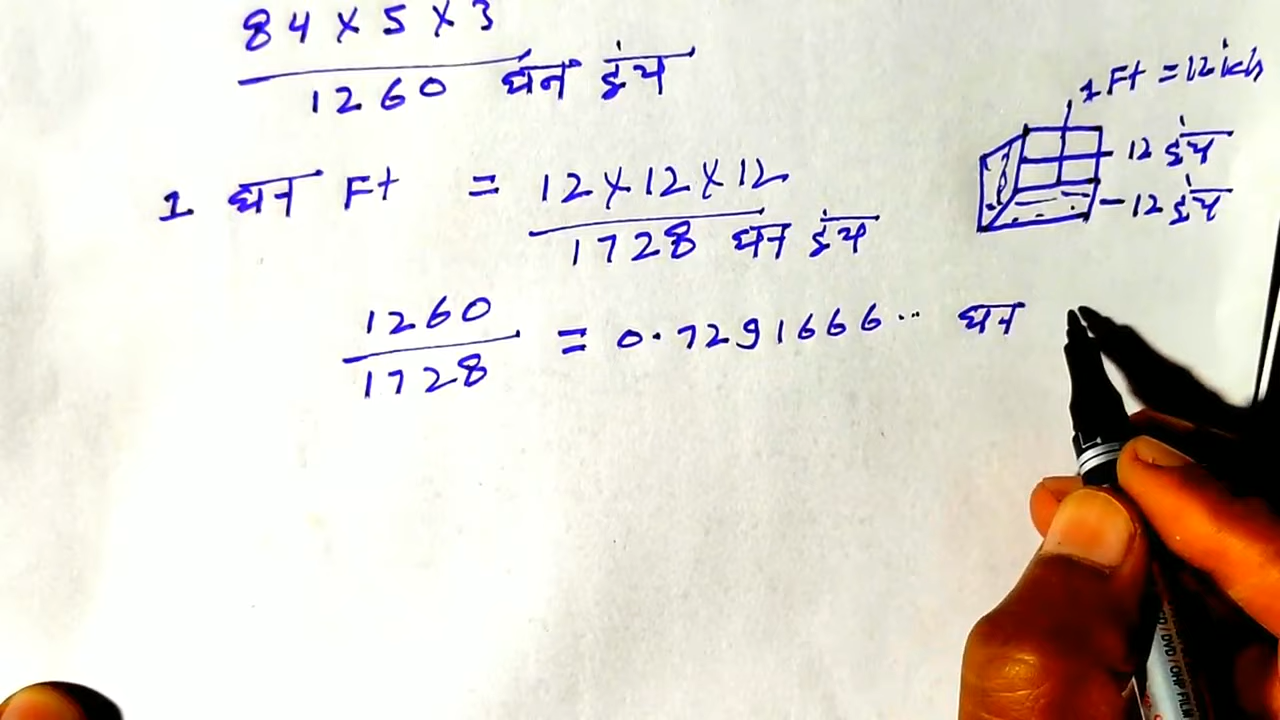 84 × 5 × 3
1260 घन इंच
1 Ft = 12 ich
12 इंच
12 इंच
1 घन Ft = 12 × 12 × 12
1728 घन इंच
1260
1728
= 0.7291666... घन